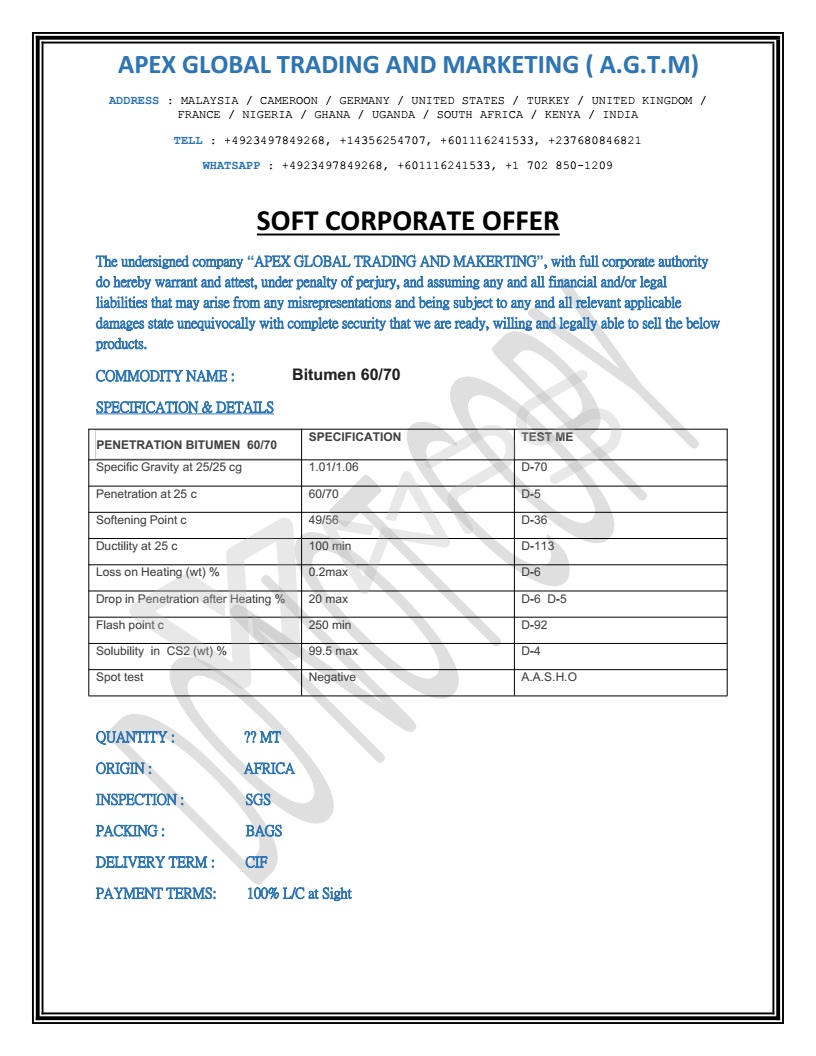 APEX GLOBAL TRADING AND MARKETING ( A.G.T.M)
ADDRESS : MALAYSIA / CAMEROON / GERMANY / UNITED STATES / TURKEY / UNITED KINGDOM /
FRANCE / NIGERIA / GHANA / UGANDA / SOUTH AFRICA / KENYA / INDIA
TELL : +4923497849268, +14356254707, +601116241533, +237680846821
WHATSAPP : +4923497849268, +601116241533, +1 702 850-1209
SOFT CORPORATE OFFER
The undersigned company “APEX GLOBAL TRADING AND MAKERTING”, with full corporate authority
do hereby warrant and attest, under penalty of perjury, and assuming any and all financial and/or legal
liabilities that may arise from any misrepresentations and being subject to any and all relevant applicable
damages state unequivocally with complete security that we are ready, willing and legally able to sell the below
products.
COMMODITY NAME : Bitumen 60/70
SPECIFICATION & DETAILS
PENETRATION BITUMEN 60/70 SPECIFICATION TEST ME
Specific Gravity at 25/25 cg 1.01/1.06 D-70
Penetration at 25 c 60/70 D-5
Softening Point c 49/56 D-36
Ductility at 25 c 100 min D-113
Loss on Heating (wt) % 0.2max D-6
Drop in Penetration after Heating % 20 max D-6 D-5
Flash point c 250 min D-92
Solubility in CS2 (wt) % 99.5 max D-4
Spot test Negative A.A.S.H.O
QUANTITY : ?? MT
ORIGIN : AFRICA
INSPECTION : SGS
PACKING : BAGS
DELIVERY TERM : CIF
PAYMENT TERMS: 100% L/C at Sight
DO NOT COPY